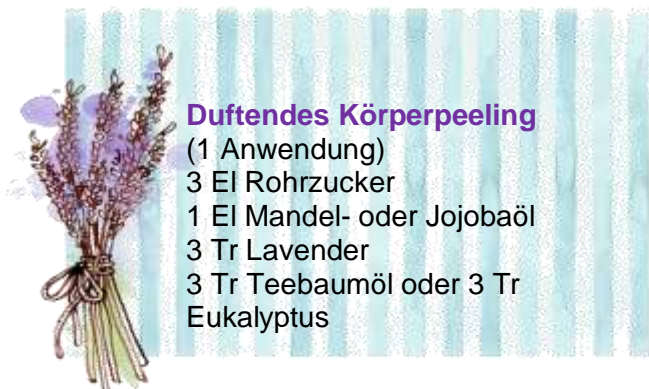 Duftendes Körperpeeling
(1 Anwendung)
3 El Rohrzucker
1 El Mandel- oder Jojobaöl
3 Tr Lavender
3 Tr Teebaumöl oder 3 Tr
Eukalyptus